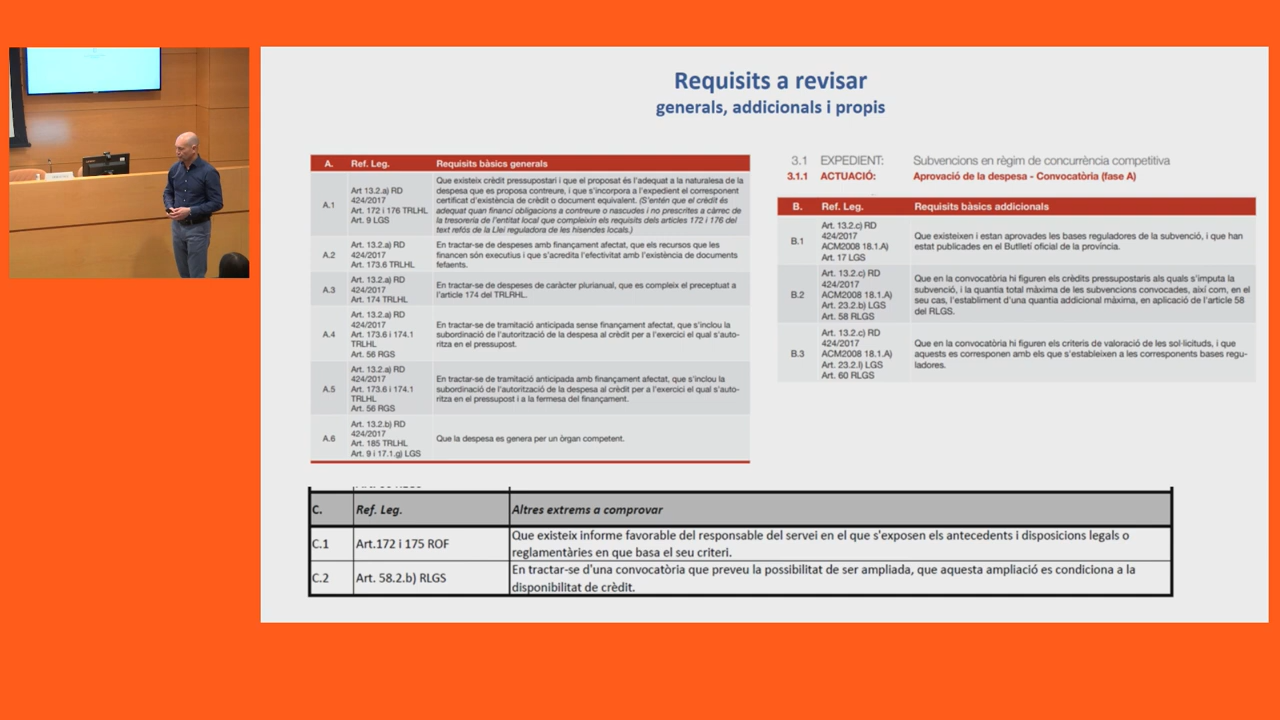 Requisits a revisar
generals, addicionals i propis
A. Ref. Leg. Requisits bàsics generals
A.1
Art 13.2.a) RD
424/2017
Art. 172 i 176 TRLHL
Art. 9 LGS
Que existeix crèdit pressupostari i que el proposat és l'adequat a la naturalesa de la
despesa que es proposa contreure, i que s'incorpora a l'expedient el corresponent
certificat d'existència de crèdit o document equivalent. (S'entén que el crèdit és
adequat quan financi obligacions a contreure o nascudes i no prescrites a càrrec de
la tresoreria de l'entitat local que compleixin els requisits dels articles 172 i 176 del
text refós de la Llei reguladora de les hisendes locals.)
A.2
Art. 13.2.a) RD
424/2017
Art. 173.6 TRLHL
En tractar-se de despeses amb finançament afectat, que els recursos que les
financen són executius i que s'acredita l'efectivitat amb l'existència de documents
fefaents.
A.3
Art. 13.2.a) RD
424/2017
Art. 174 TRLHL
En tractar-se de despeses de caràcter plurianual, que es compleix el preceptuat a
l'article 174 del TRLRHL.
A.4
Art. 13.2.a) RD
424/2017
Art. 173.6 i 174.1
TRLHL
Art. 56 RGS
En tractar-se de tramitació anticipada sense finançament afectat, que s'inclou la
subordinació de l'autorització de la despesa al crèdit per a l'exercici el qual s'auto-
ritza en el pressupost.
A.5
Art. 13.2.a) RD
424/2017
Art. 173.6 i 174.1
TRLHL
Art. 56 RGS
En tractar-se de tramitació anticipada amb finançament afectat, que s'inclou la
subordinació de l'autorització de la despesa al crèdit per a l'exercici el qual s'auto-
ritza en el pressupost i a la fermesa del finançament.
A.6
Art. 13.2.b) RD
424/2017
Art. 185 TRLHL
Art. 9 i 17.1.g) LGS
Que la despesa es genera per un òrgan competent.
3.1 EXPEDIENT: Subvencions en règim de concurrència competitiva
3.1.1 ACTUACIÓ: Aprovació de la despesa - Convocatòria (fase A)
B. Ref. Leg. Requisits bàsics addicionals
B.1
Art. 13.2.c) RD
424/2017
ACM2008 18.1.A)
Art. 17 LGS
Que existeixen i estan aprovades les bases reguladores de la subvenció, i que han
estat publicades en el Butlletí oficial de la província.
B.2
Art. 13.2.c) RD
424/2017
ACM2008 18.1.A)
Art. 23.2.b) LGS
Art. 58 RLGS
Que en la convocatòria hi figuren els crèdits pressupostaris als quals s'imputa la
subvenció, i la quantia total màxima de les subvencions convocades, així com, en el
seu cas, l'establiment d'una quantia addicional màxima, en aplicació de l'article 58
del RLGS.
B.3
Art. 13.2.c) RD
424/2017
ACM2008 18.1.A)
Art. 23.2.l) LGS
Art. 60 RLGS
Que en la convocatòria hi figuren els criteris de valoració de les sol·licituds, i que
aquests es corresponen amb els que s'estableixen a les corresponents bases regu-
ladores.
C. Ref. Leg. Altres extrems a comprovar
C.1 Art.172 i 175 ROF
Que existeix informe favorable del responsable del servei en el que s'exposen els antecedents i disposicions legals o
reglamentàries en que basa el seu criteri.
C.2 Art. 58.2.b) RLGS
En tractar-se d'una convocatòria que preveu la possibilitat de ser ampliada, que aquesta ampliació es condiciona a la
disponibilitat de crèdit.